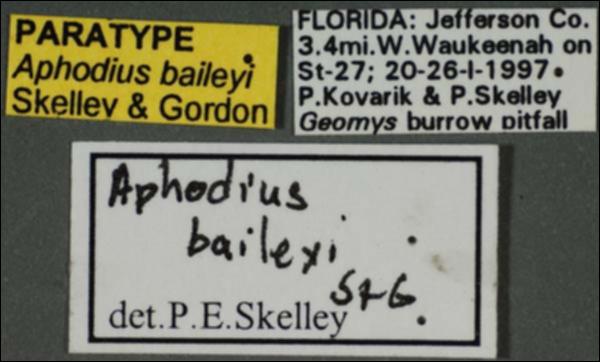 PARATYPE
Aphodius baileyi
Skelley & Gordon
FLORIDA: Jefferson Co.
3.4mi.W.Waukeenah on
St-27; 20-26-I-1997
P.Kovarik & P.Skelley
Geomys burrow pitfall
Aphodius
baileyi
S+G.
det.P.E.Skelley